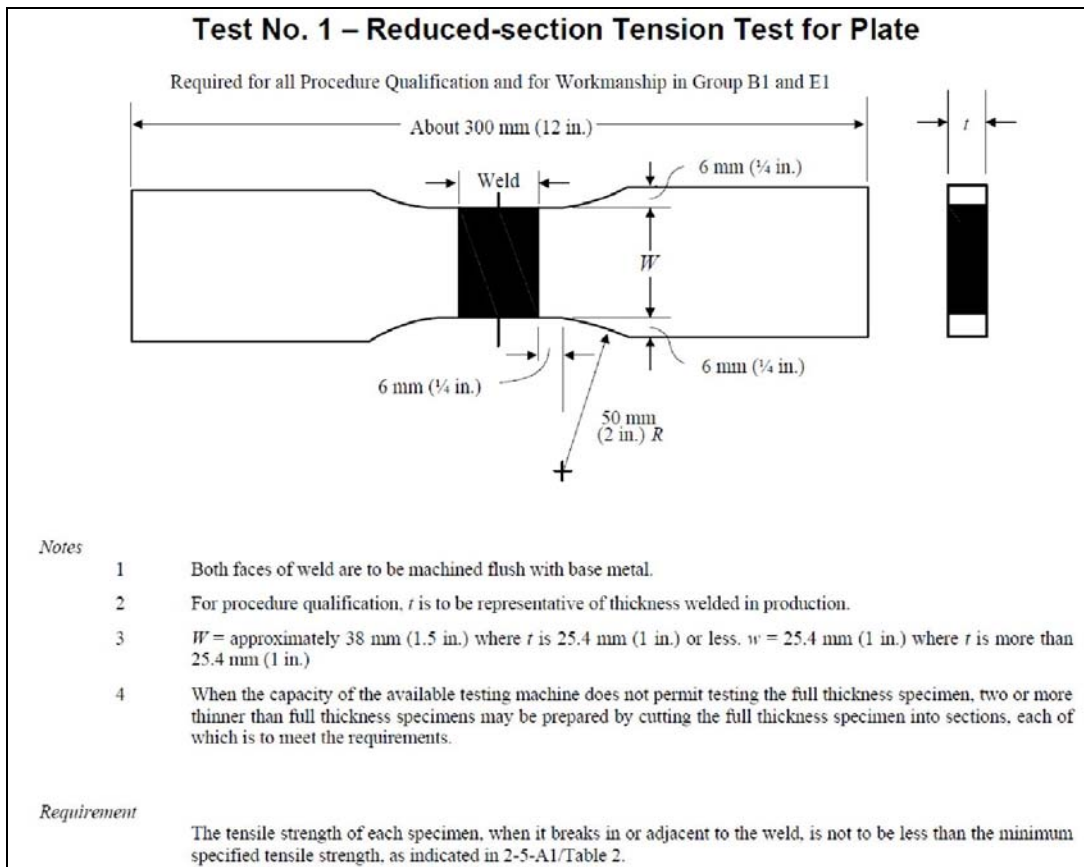 Test No. 1 – Reduced-section Tension Test for Plate
Required for all Procedure Qualification and for Workmanship in Group B1 and E1
About 300 mm (12 in.)
t
6 mm (¼ in.)
Weld
W
6 mm (¼ in.)
6 mm (¼ in.)
50 mm
(2 in.) R
Notes
1 Both faces of weld are to be machined flush with base metal.
2 For procedure qualification, t is to be representative of thickness welded in production.
3 W = approximately 38 mm (1.5 in.) where t is 25.4 mm (1 in.) or less. w = 25.4 mm (1 in.) where t is more than
25.4 mm (1 in.)
4 When the capacity of the available testing machine does not permit testing the full thickness specimen, two or more
thinner than full thickness specimens may be prepared by cutting the full thickness specimen into sections, each of
which is to meet the requirements.
Requirement
The tensile strength of each specimen, when it breaks in or adjacent to the weld, is not to be less than the minimum
specified tensile strength, as indicated in 2-5-A1/Table 2.